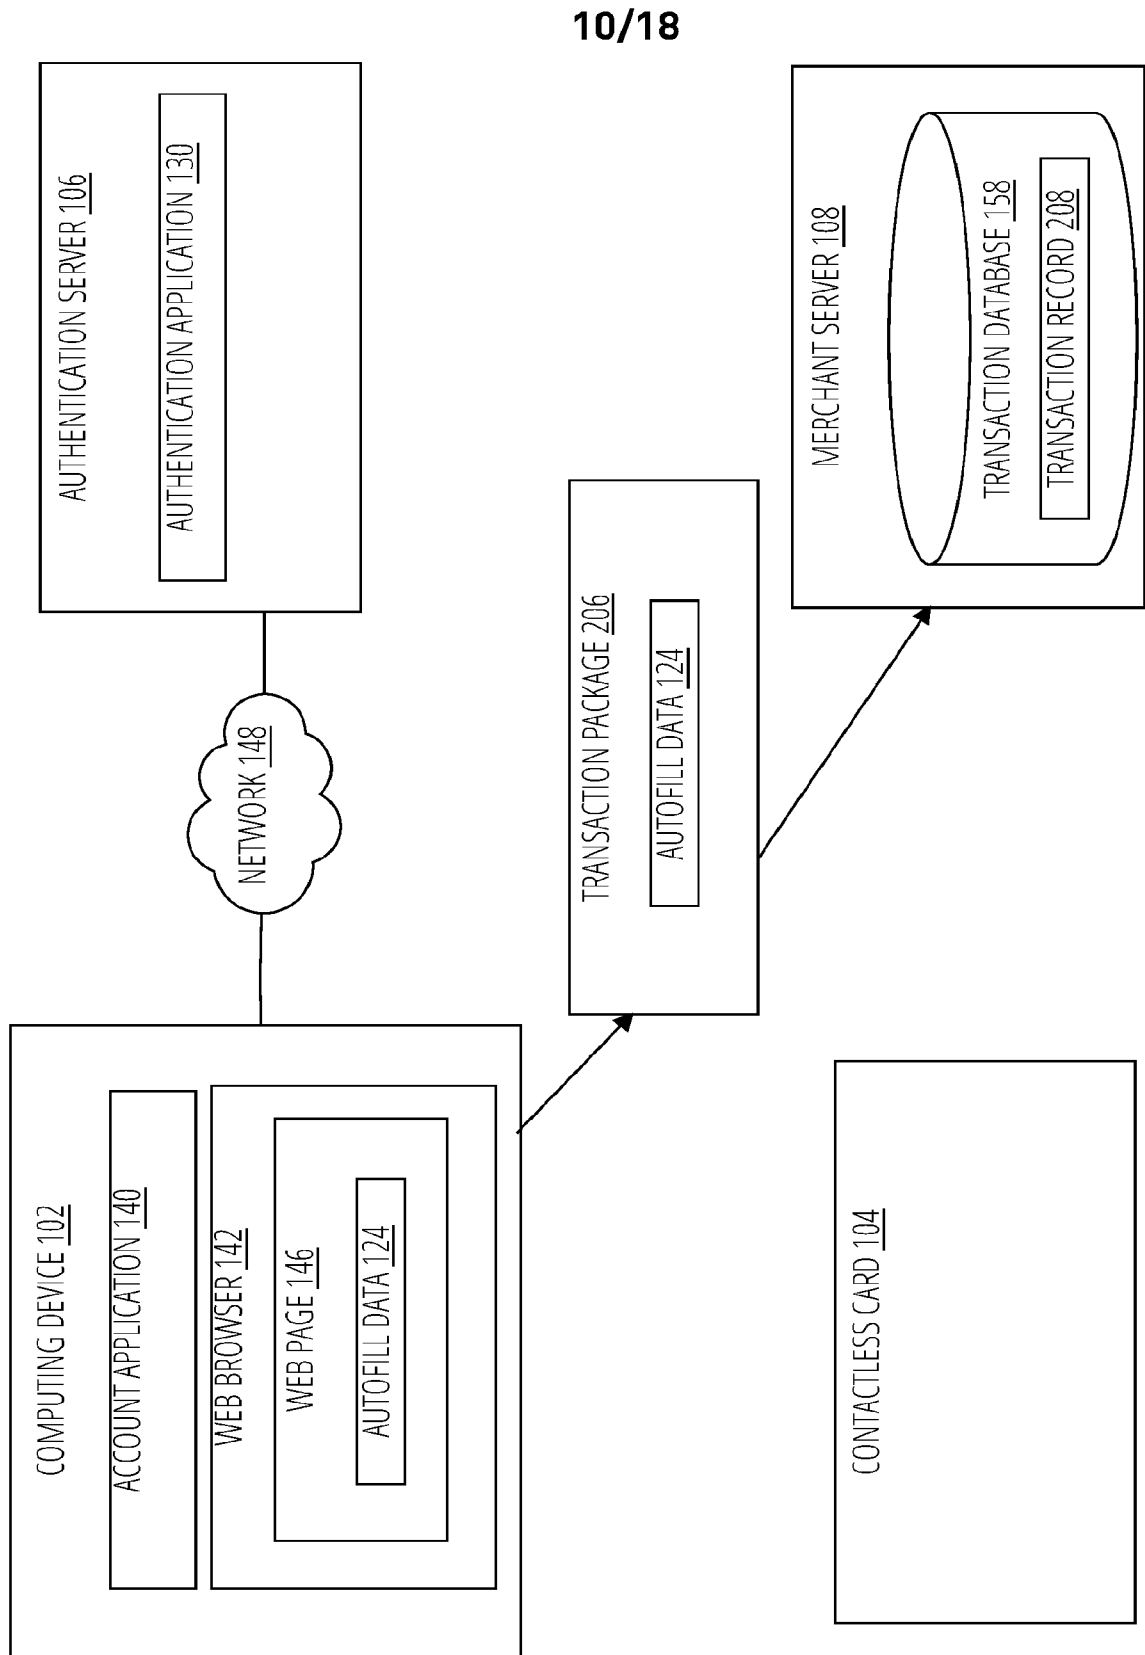 10/18
COMPUTING DEVICE 102
ACCOUNT APPLICATION 140
WEB BROWSER 142
WEB PAGE 146
AUTOFILL DATA 124
NETWORK 148
AUTHENTICATION SERVER 106
AUTHENTICATION APPLICATION 130
TRANSACTION PACKAGE 206
AUTOFILL DATA 124
CONTACTLESS CARD 104
MERCHANT SERVER 108
TRANSACTION DATABASE 158
TRANSACTION RECORD 208